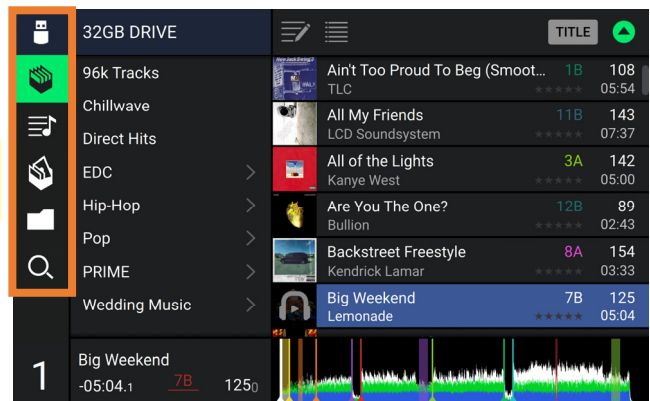 32GB DRIVE
TITLE
96k Tracks
Chillwave
Direct Hits
EDC
Hip-Hop
Pop
PRIME
Wedding Music
Ain't Too Proud To Beg (Smoot... 1B 108
TLC 05:54
All My Friends 11B 143
LCD Soundsystem 07:37
All of the Lights 3A 142
Kanye West 05:00
Are You The One? 12B 89
Bullion 02:43
Backstreet Freestyle 8A 154
Kendrick Lamar 03:33
Big Weekend 7B 125
Lemonade 05:04
1
Big Weekend
-05:04.1 7B 1250